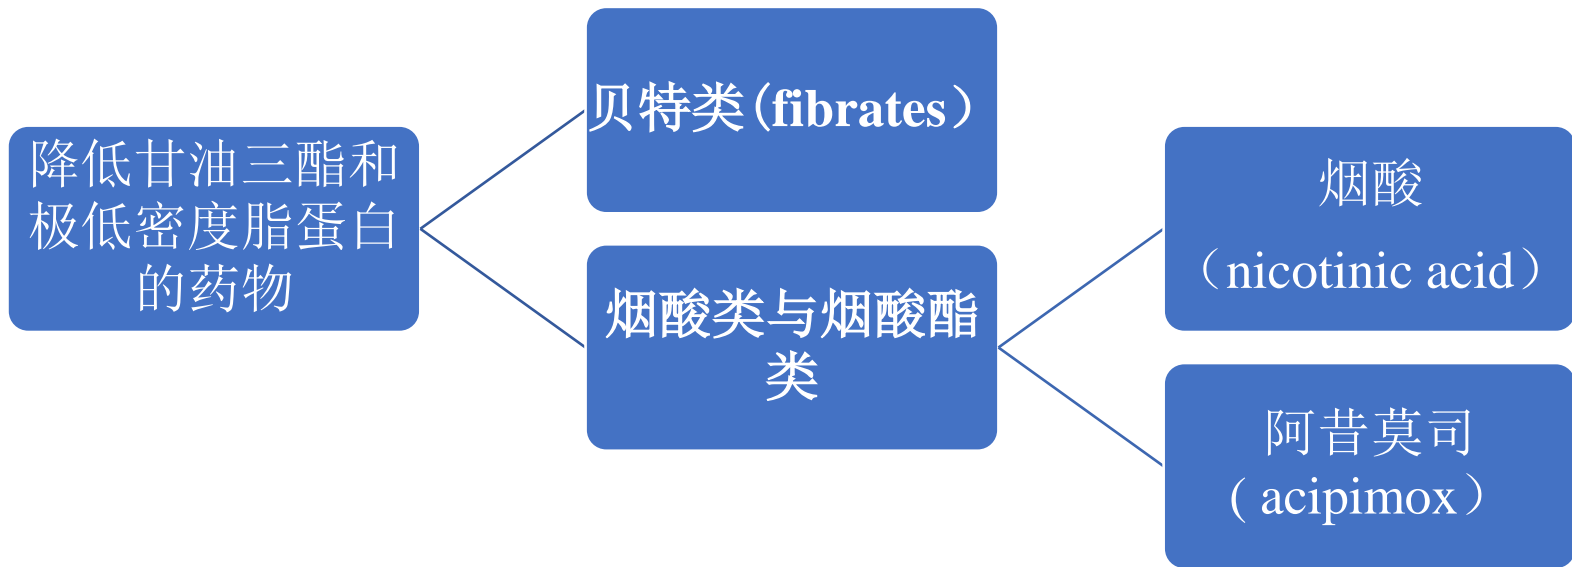 降低甘油三酯和
极低密度脂蛋白
的药物
贝特类(fibrates）
烟酸类与烟酸酯
类
烟酸
（nicotinic acid）
阿昔莫司
( acipimox）